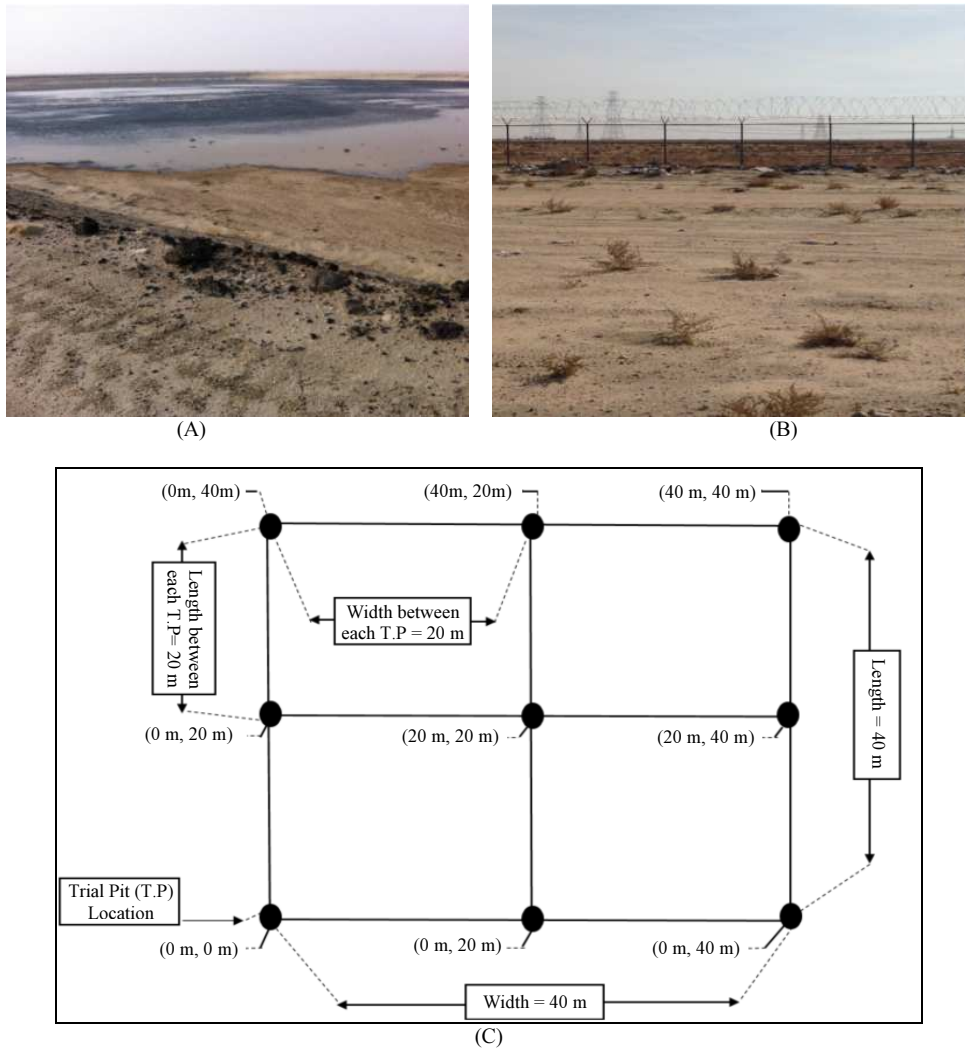 (A)
(B)
(0m, 40m)
(40m, 20m)
(40 m, 40 m)
Length between
each T.P= 20 m
20 m
Width between
each T.P = 20 m
Length = 40 m
(0 m, 20 m)
(20 m, 20 m)
(20 m, 40 m)
Trial Pit (T.P)
Location
(0 m, 0 m)
(0 m, 20 m)
(0 m, 40 m)
Width = 40 m
(C)